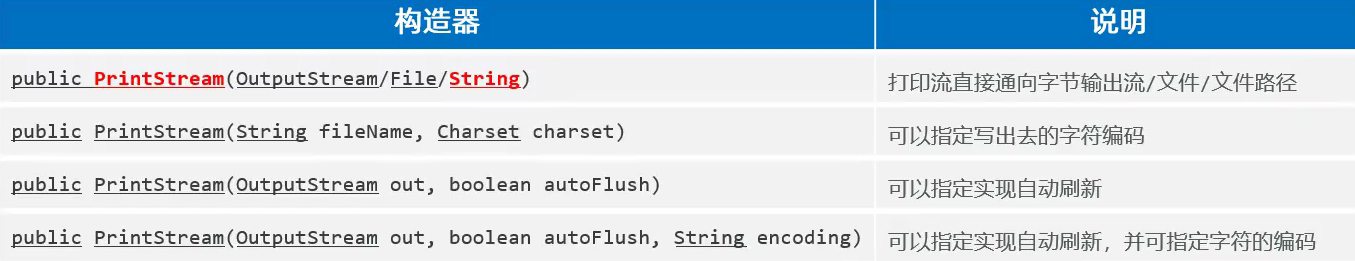 构造器 说明
public PrintStream(OutputStream/File/String) 打印流直接通向字节输出流/文件/文件路径
public PrintStream(String fileName, Charset charset) 可以指定写出去的字符编码
public PrintStream(OutputStream out, boolean autoFlush) 可以指定实现自动刷新
public PrintStream(OutputStream out, boolean autoFlush, String encoding) 可以指定实现自动刷新，并可指定字符的编码